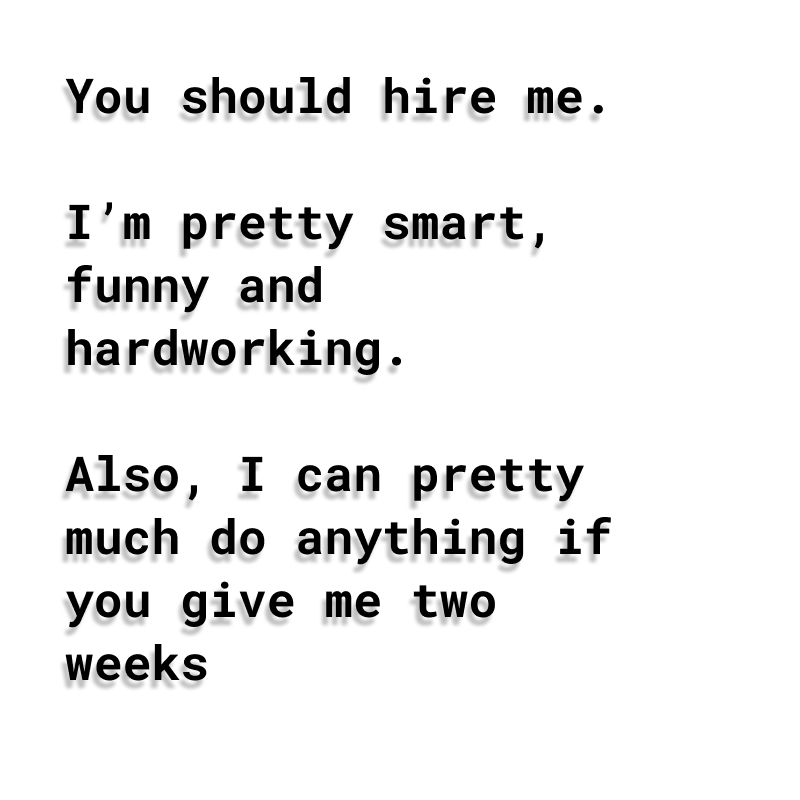 You should hire me.
I’m pretty smart,
funny and
hardworking.
Also, I can pretty
much do anything if
you give me two
weeks